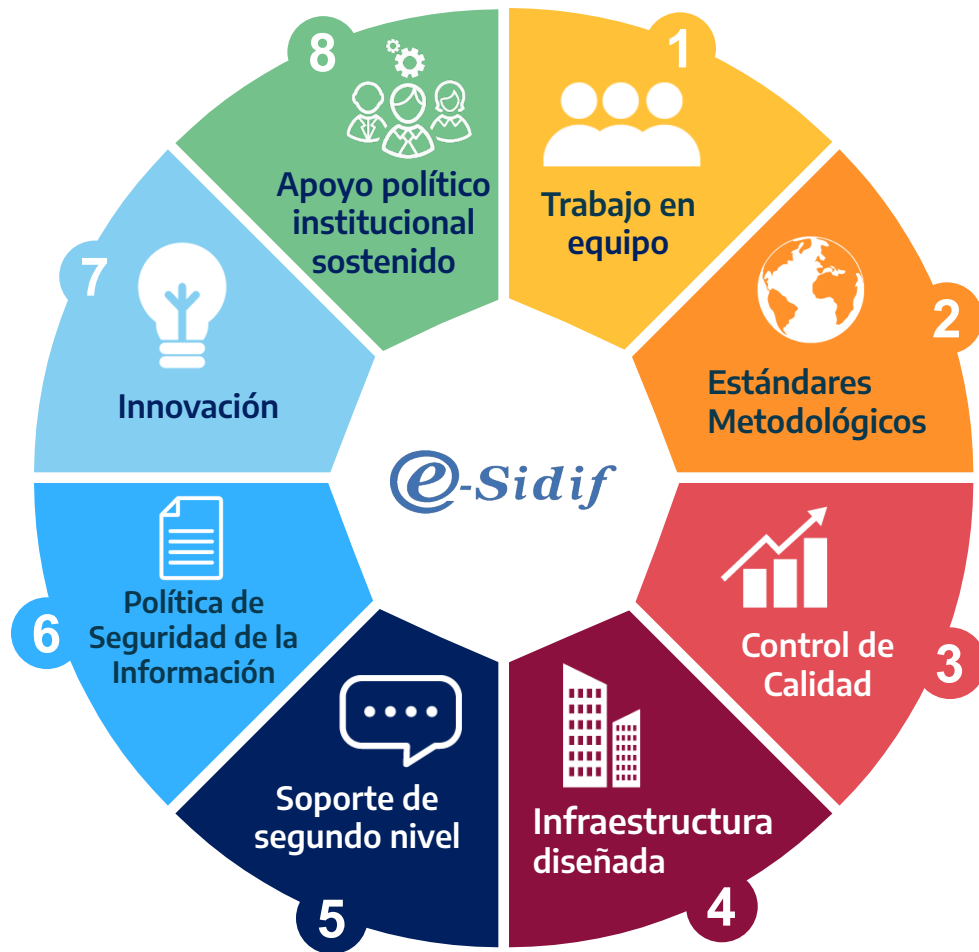 1
Trabajo en
equipo
2
Estándares
Metodológicos
3
Control de
Calidad
4
Infraestructura
diseñada
5
Soporte de
segundo nivel
6
Política de
Seguridad de la
Información
7
Innovación
8
Apoyo político
institucional
sostenido
e-Sidif